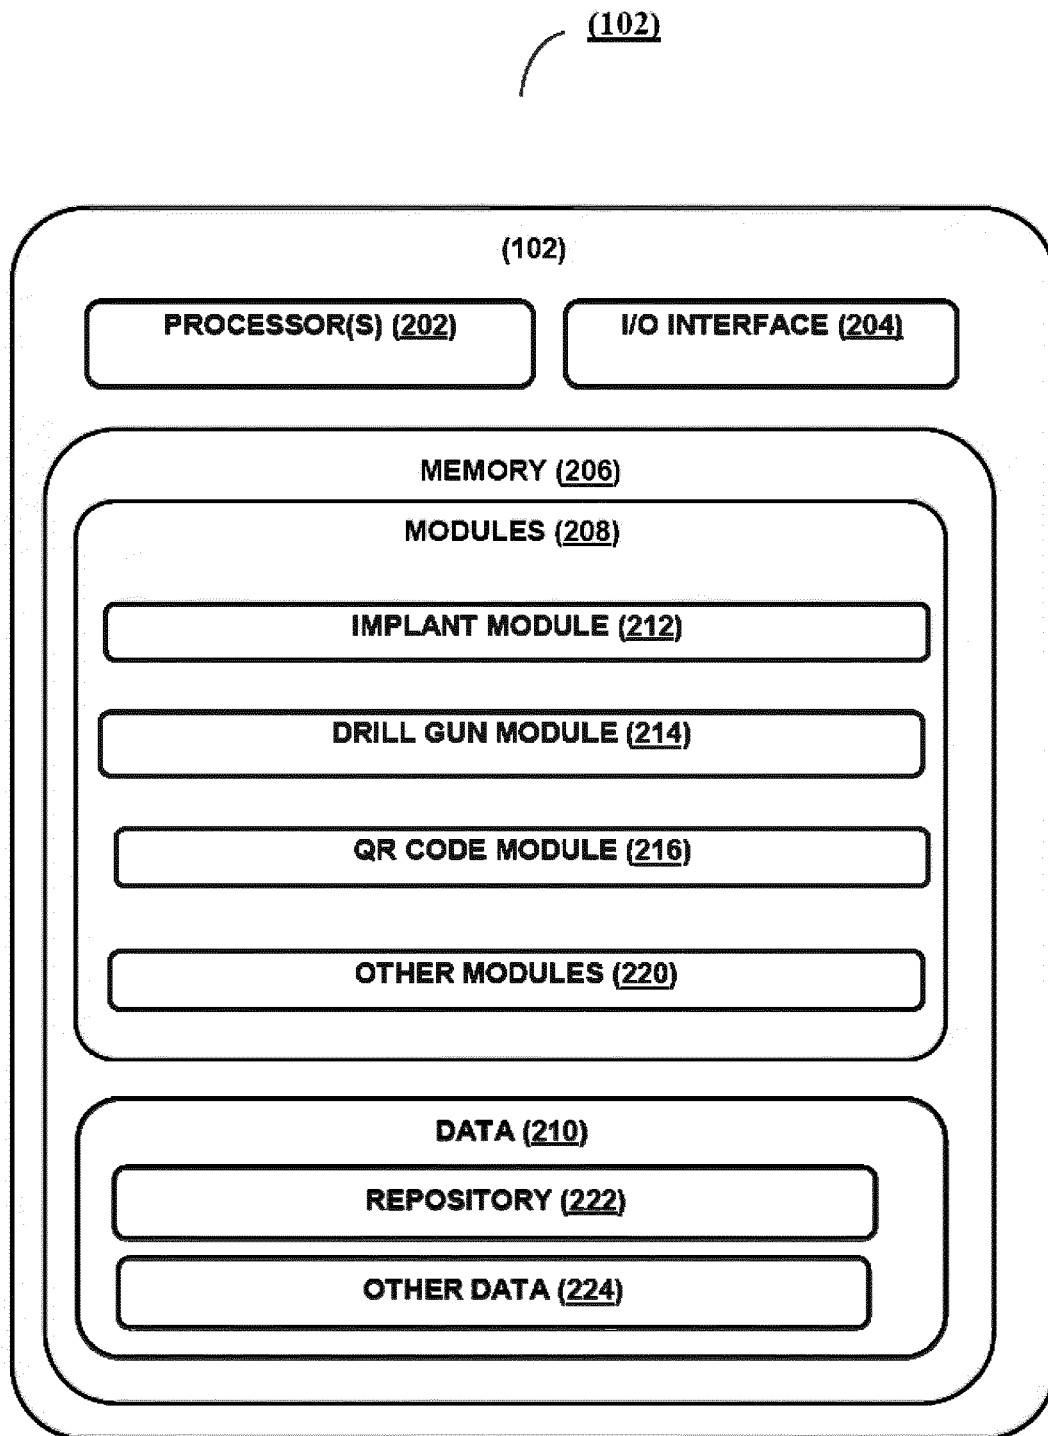 (102)
(102)
PROCESSOR(S) (202)
I/O INTERFACE (204)
MEMORY (206)
MODULES (208)
IMPLANT MODULE (212)
DRILL GUN MODULE (214)
QR CODE MODULE (216)
OTHER MODULES (220)
DATA (210)
REPOSITORY (222)
OTHER DATA (224)